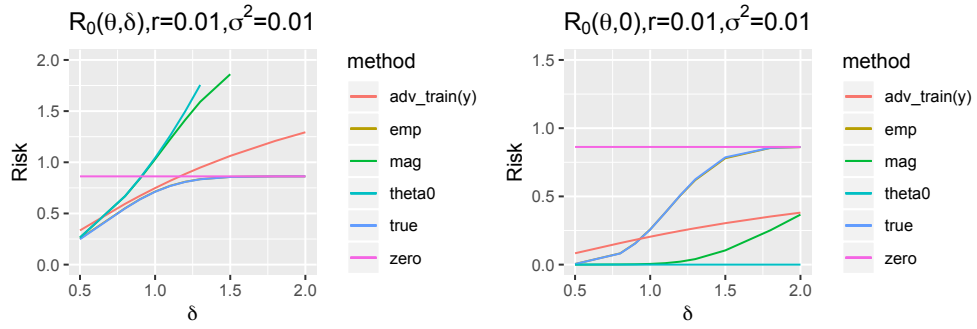 R₀(θ,δ),r=0.01,σ²=0.01
2.0
1.5
1.0
0.5
0.0
Risk
0.5 1.0 1.5 2.0
δ
method
adv_train(y)
emp
mag
theta0
true
zero
R₀(θ,0),r=0.01,σ²=0.01
1.5
1.0
0.5
0.0
Risk
0.5 1.0 1.5 2.0
δ
method
adv_train(y)
emp
mag
theta0
true
zero